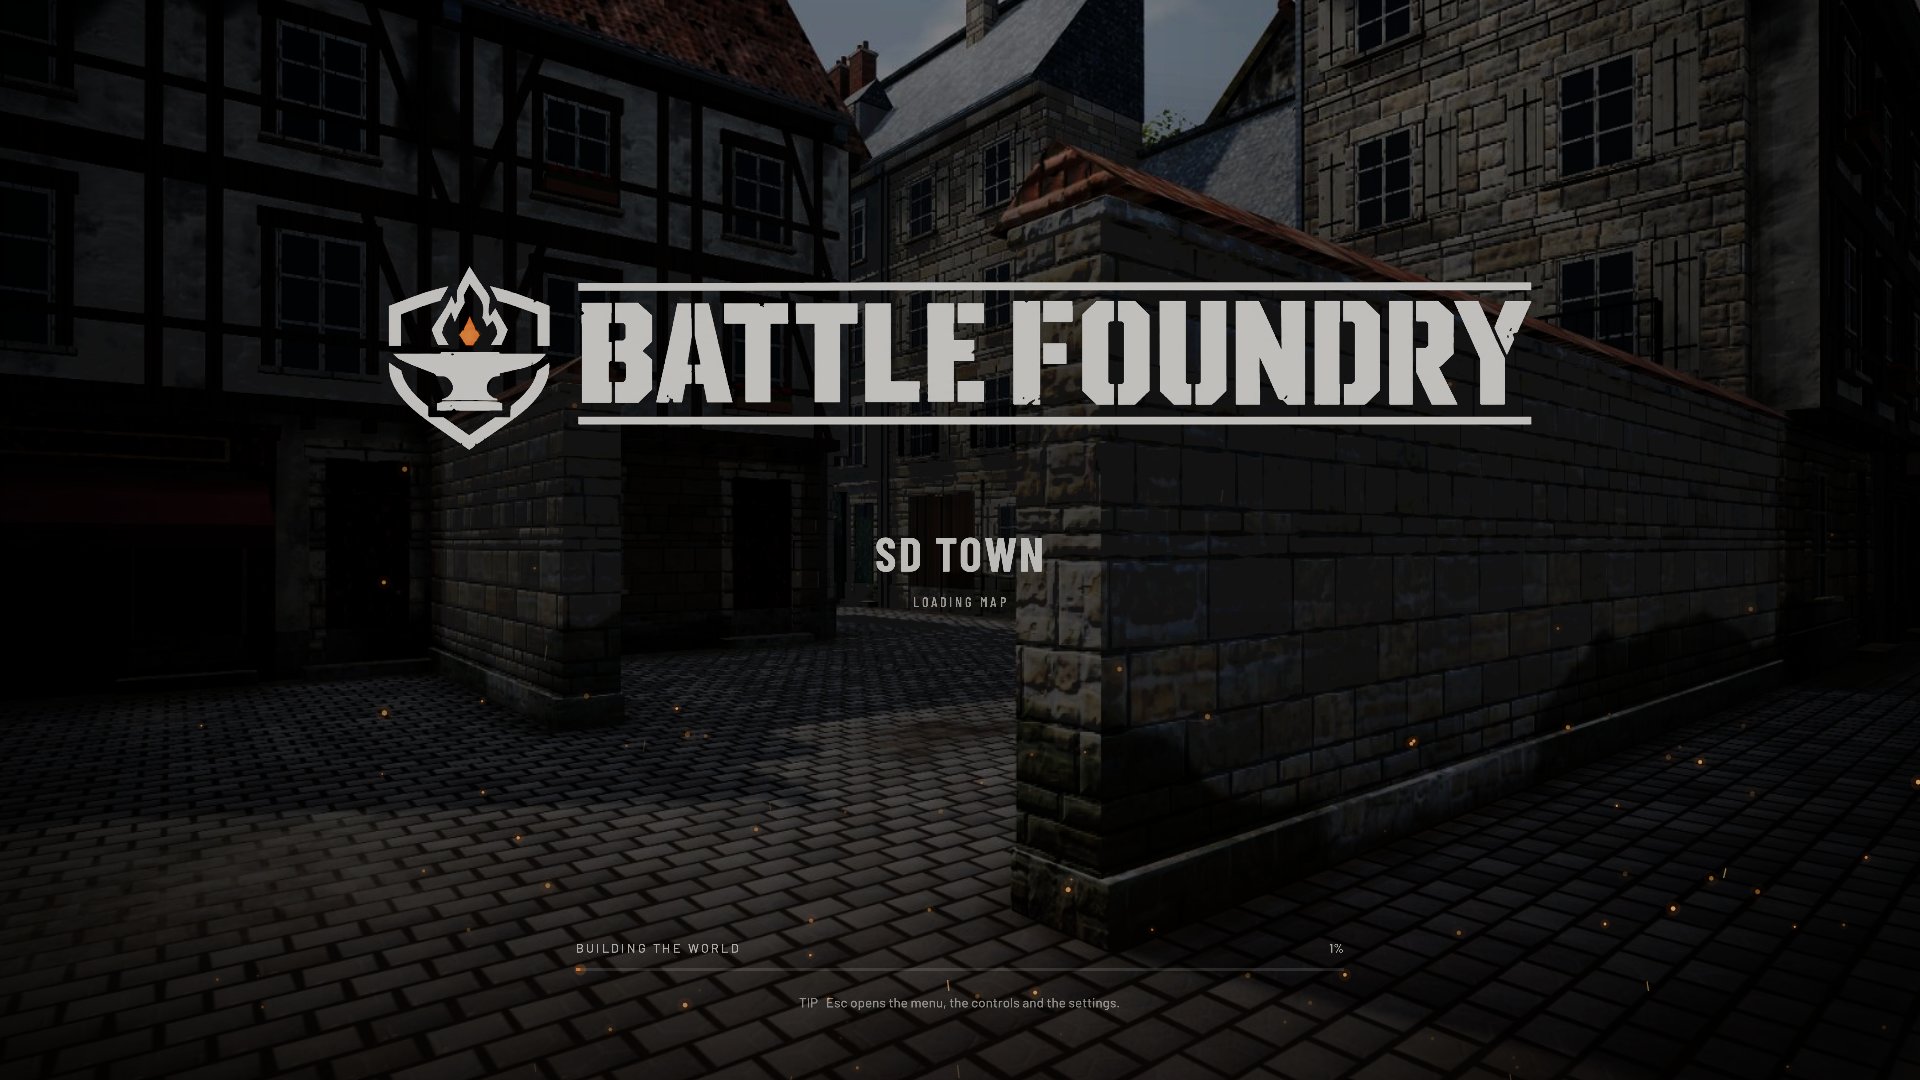 BATTLE FOUNDRY
SD TOWN
LOADING MAP
BUILDING THE WORLD 1%
TIP Esc opens the menu, the controls and the settings.